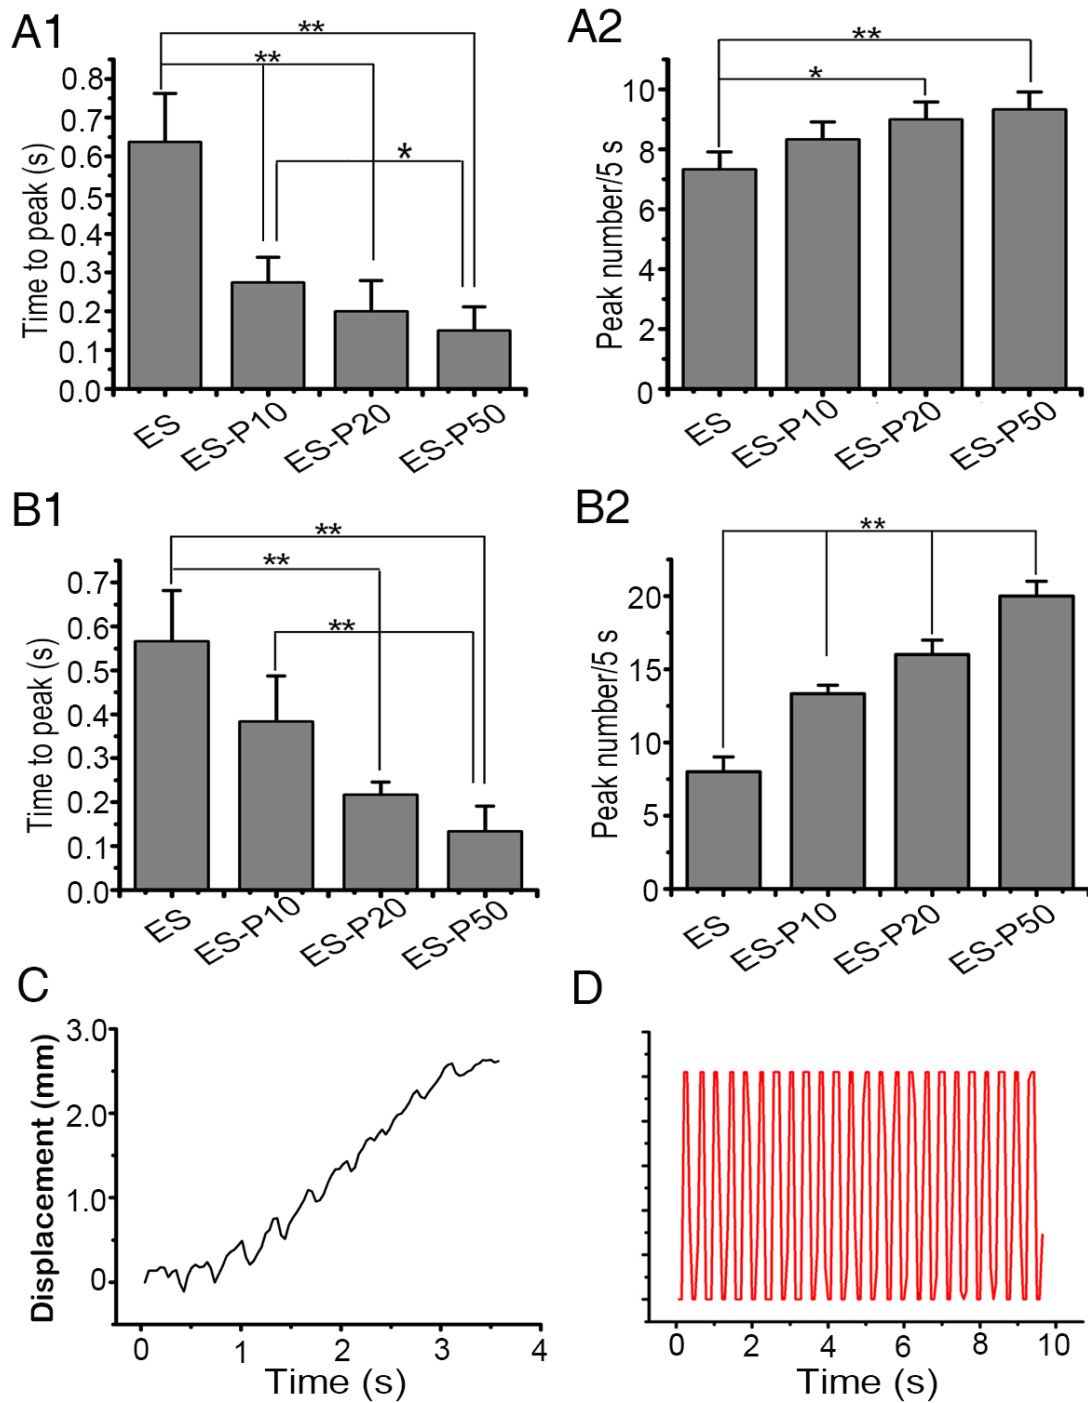 A1
**
**
*
Time to peak (s)
0.8
0.7
0.6
0.5
0.4
0.3
0.2
0.1
0.0
ES
ES-P10
ES-P20
ES-P50
A2
**
*
Peak number/5 s
10
8
6
4
2
0
ES
ES-P10
ES-P20
ES-P50
B1
**
**
**
Time to peak (s)
0.7
0.6
0.5
0.4
0.3
0.2
0.1
0.0
ES
ES-P10
ES-P20
ES-P50
B2
**
Peak number/5 s
20
15
10
5
0
ES
ES-P10
ES-P20
ES-P50
C
Displacement (mm)
3.0
2.0
1.0
0
0 1 2 3 4
Time (s)
D
0 2 4 6 8 10
Time (s)